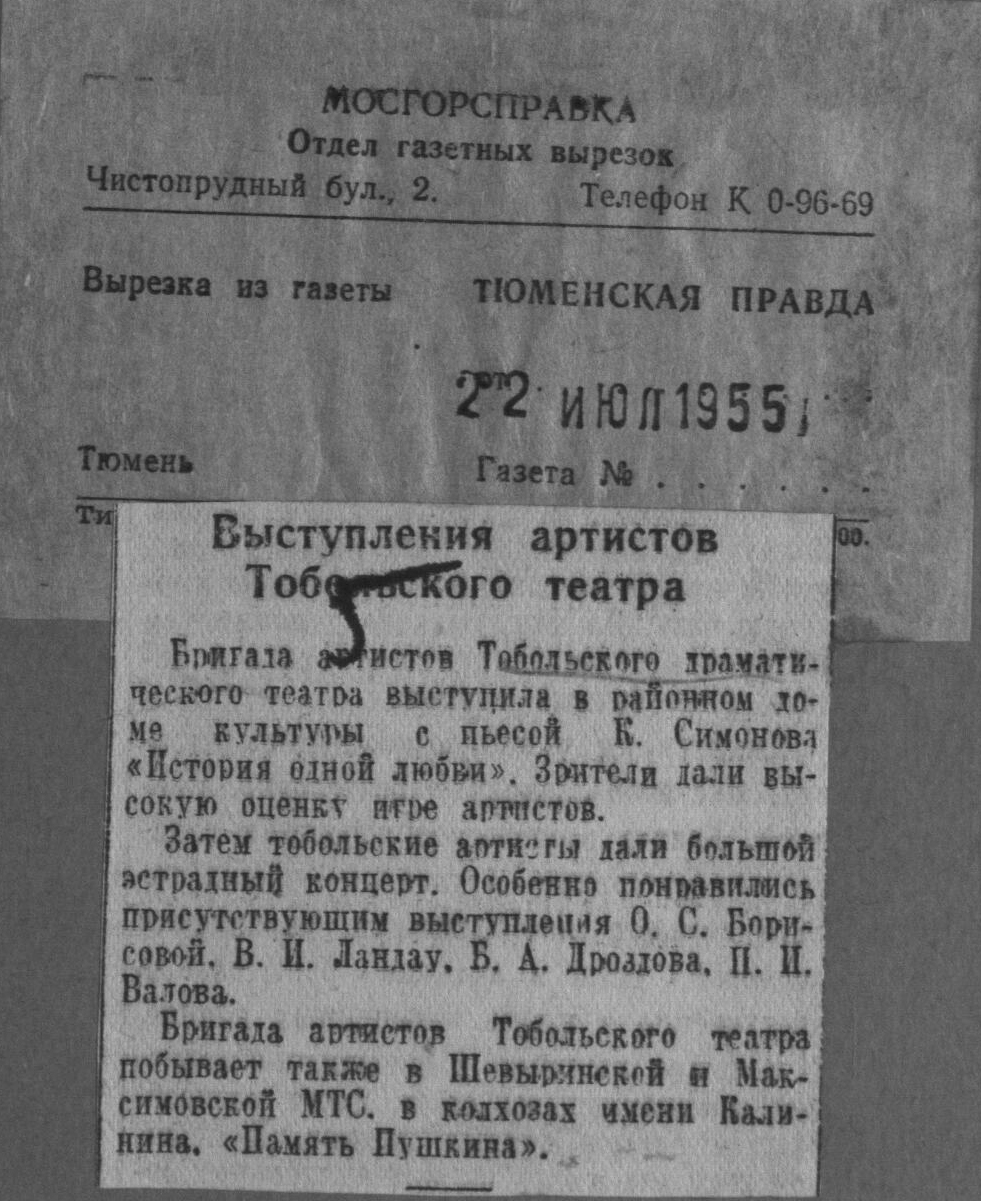 МОСГОРСПРАВКА
Отдел газетных вырезок
Чистопрудный бул., 2. Телефон К 0-96-69
Вырезка из газеты ТЮМЕНСКАЯ ПРАВДА
от
22 ИЮЛ 1955
Тюмень Газета № . . . . . .
Ти 00.
Выступления артистов
Тобольского театра
Бригада артистов Тобольского драмати-
ческого театра выступила в районном до-
ме культуры с пьесой К. Симонова
«История одной любви». Зрители дали вы-
сокую оценку игре артистов.
Затем тобольские артисты дали большой
эстрадный концерт. Особенно понравились
присутствующим выступления О. С. Бори-
совой, В. И. Ландау, Б. А. Дроздова, П. И.
Валова.
Бригада артистов Тобольского театра
побывает также в Шевыринской и Мак-
симовской МТС, в колхозах имени Кали-
нина, «Память Пушкина».